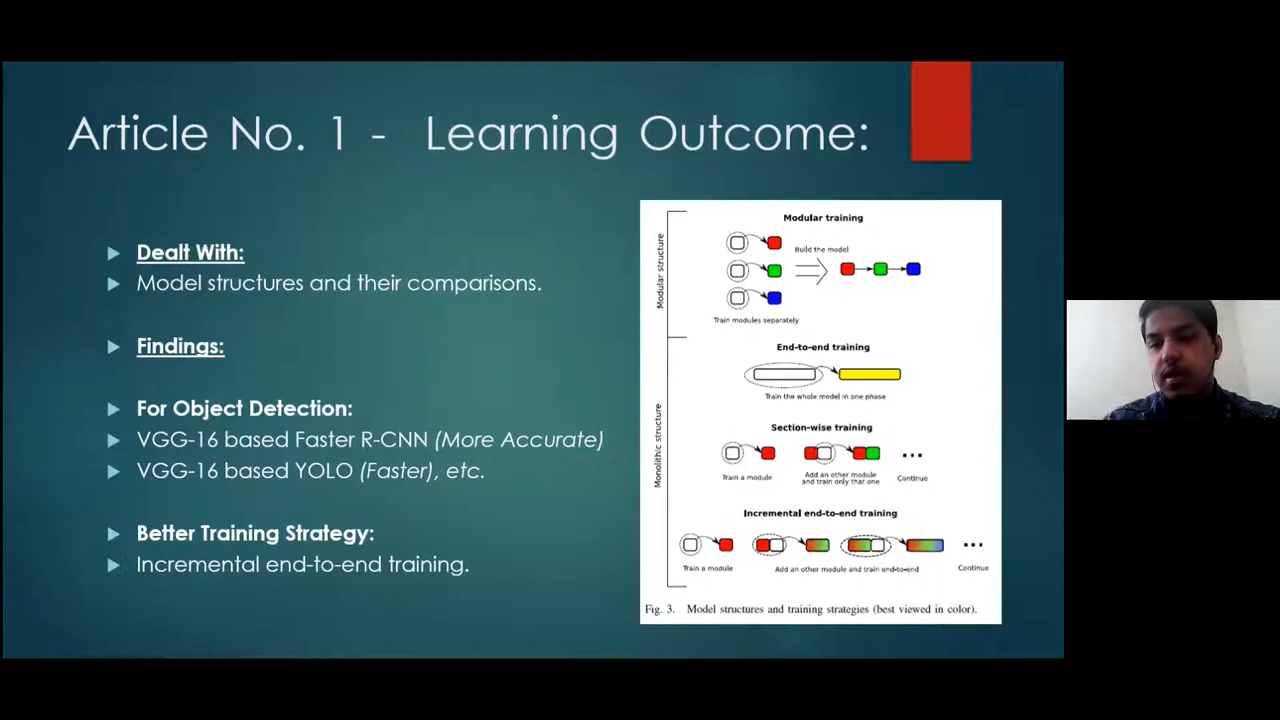 Article No. 1 - Learning Outcome:
Dealt With:
Model structures and their comparisons.
Findings:
For Object Detection:
VGG-16 based Faster R-CNN (More Accurate)
VGG-16 based YOLO (Faster), etc.
Better Training Strategy:
Incremental end-to-end training.
Modular structure
Modular training
Build the model
Train modules separately
Monolithic structure
End-to-end training
Train the whole model in one phase
Section-wise training
Train a module
Add an other module
and train only that one
Continue
Incremental end-to-end training
Train a module
Add an other module and train end-to-end
Continue
Fig. 3. Model structures and training strategies (best viewed in color).